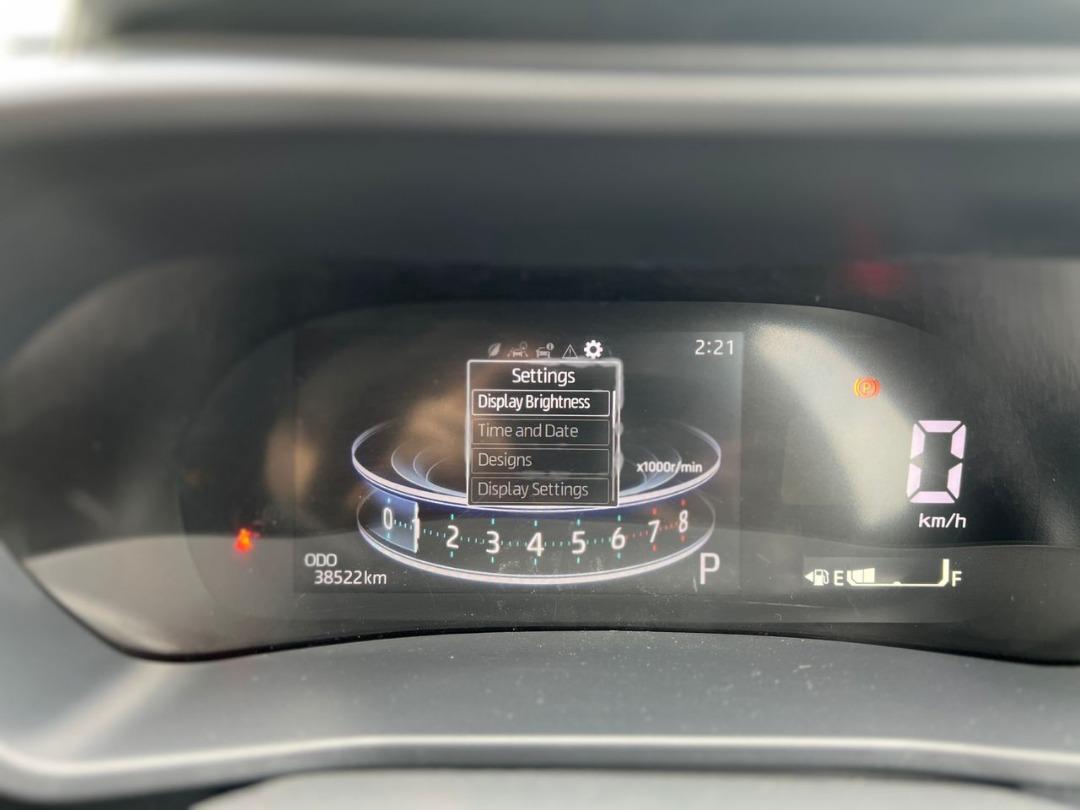 2:21
Settings
Display Brightness
Time and Date
Designs
Display Settings
x1000r/min
0 1 2 3 4 5 6 7 8
P
0
km/h
ODO
38522km
P
E F